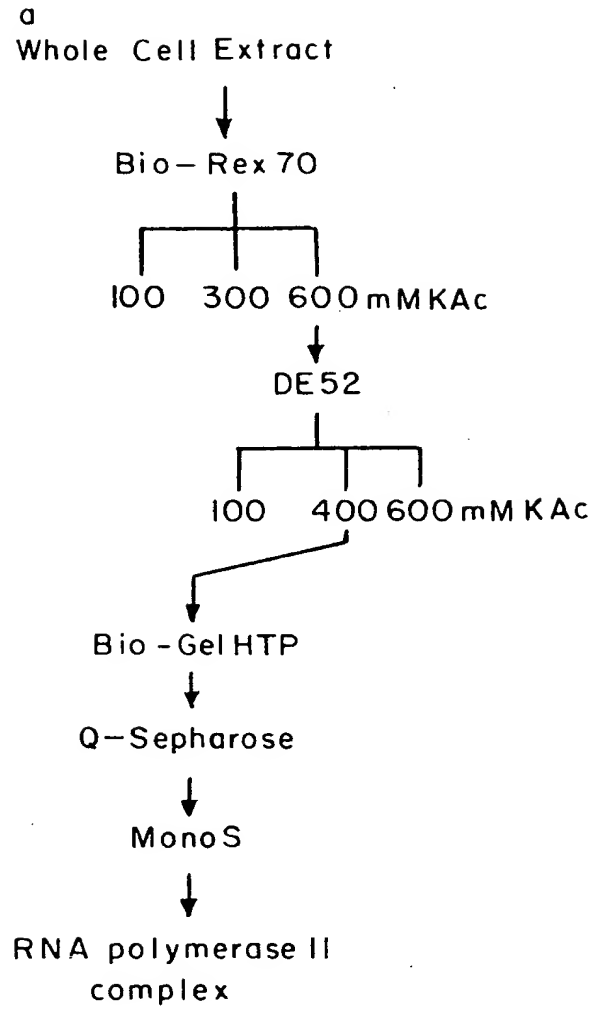 a
Whole Cell Extract
Bio-Rex 70
100 300 600 mM KAc
DE52
100 400 600 mM KAc
Bio-Gel HTP
Q-Sepharose
Mono S
RNA polymerase II
complex